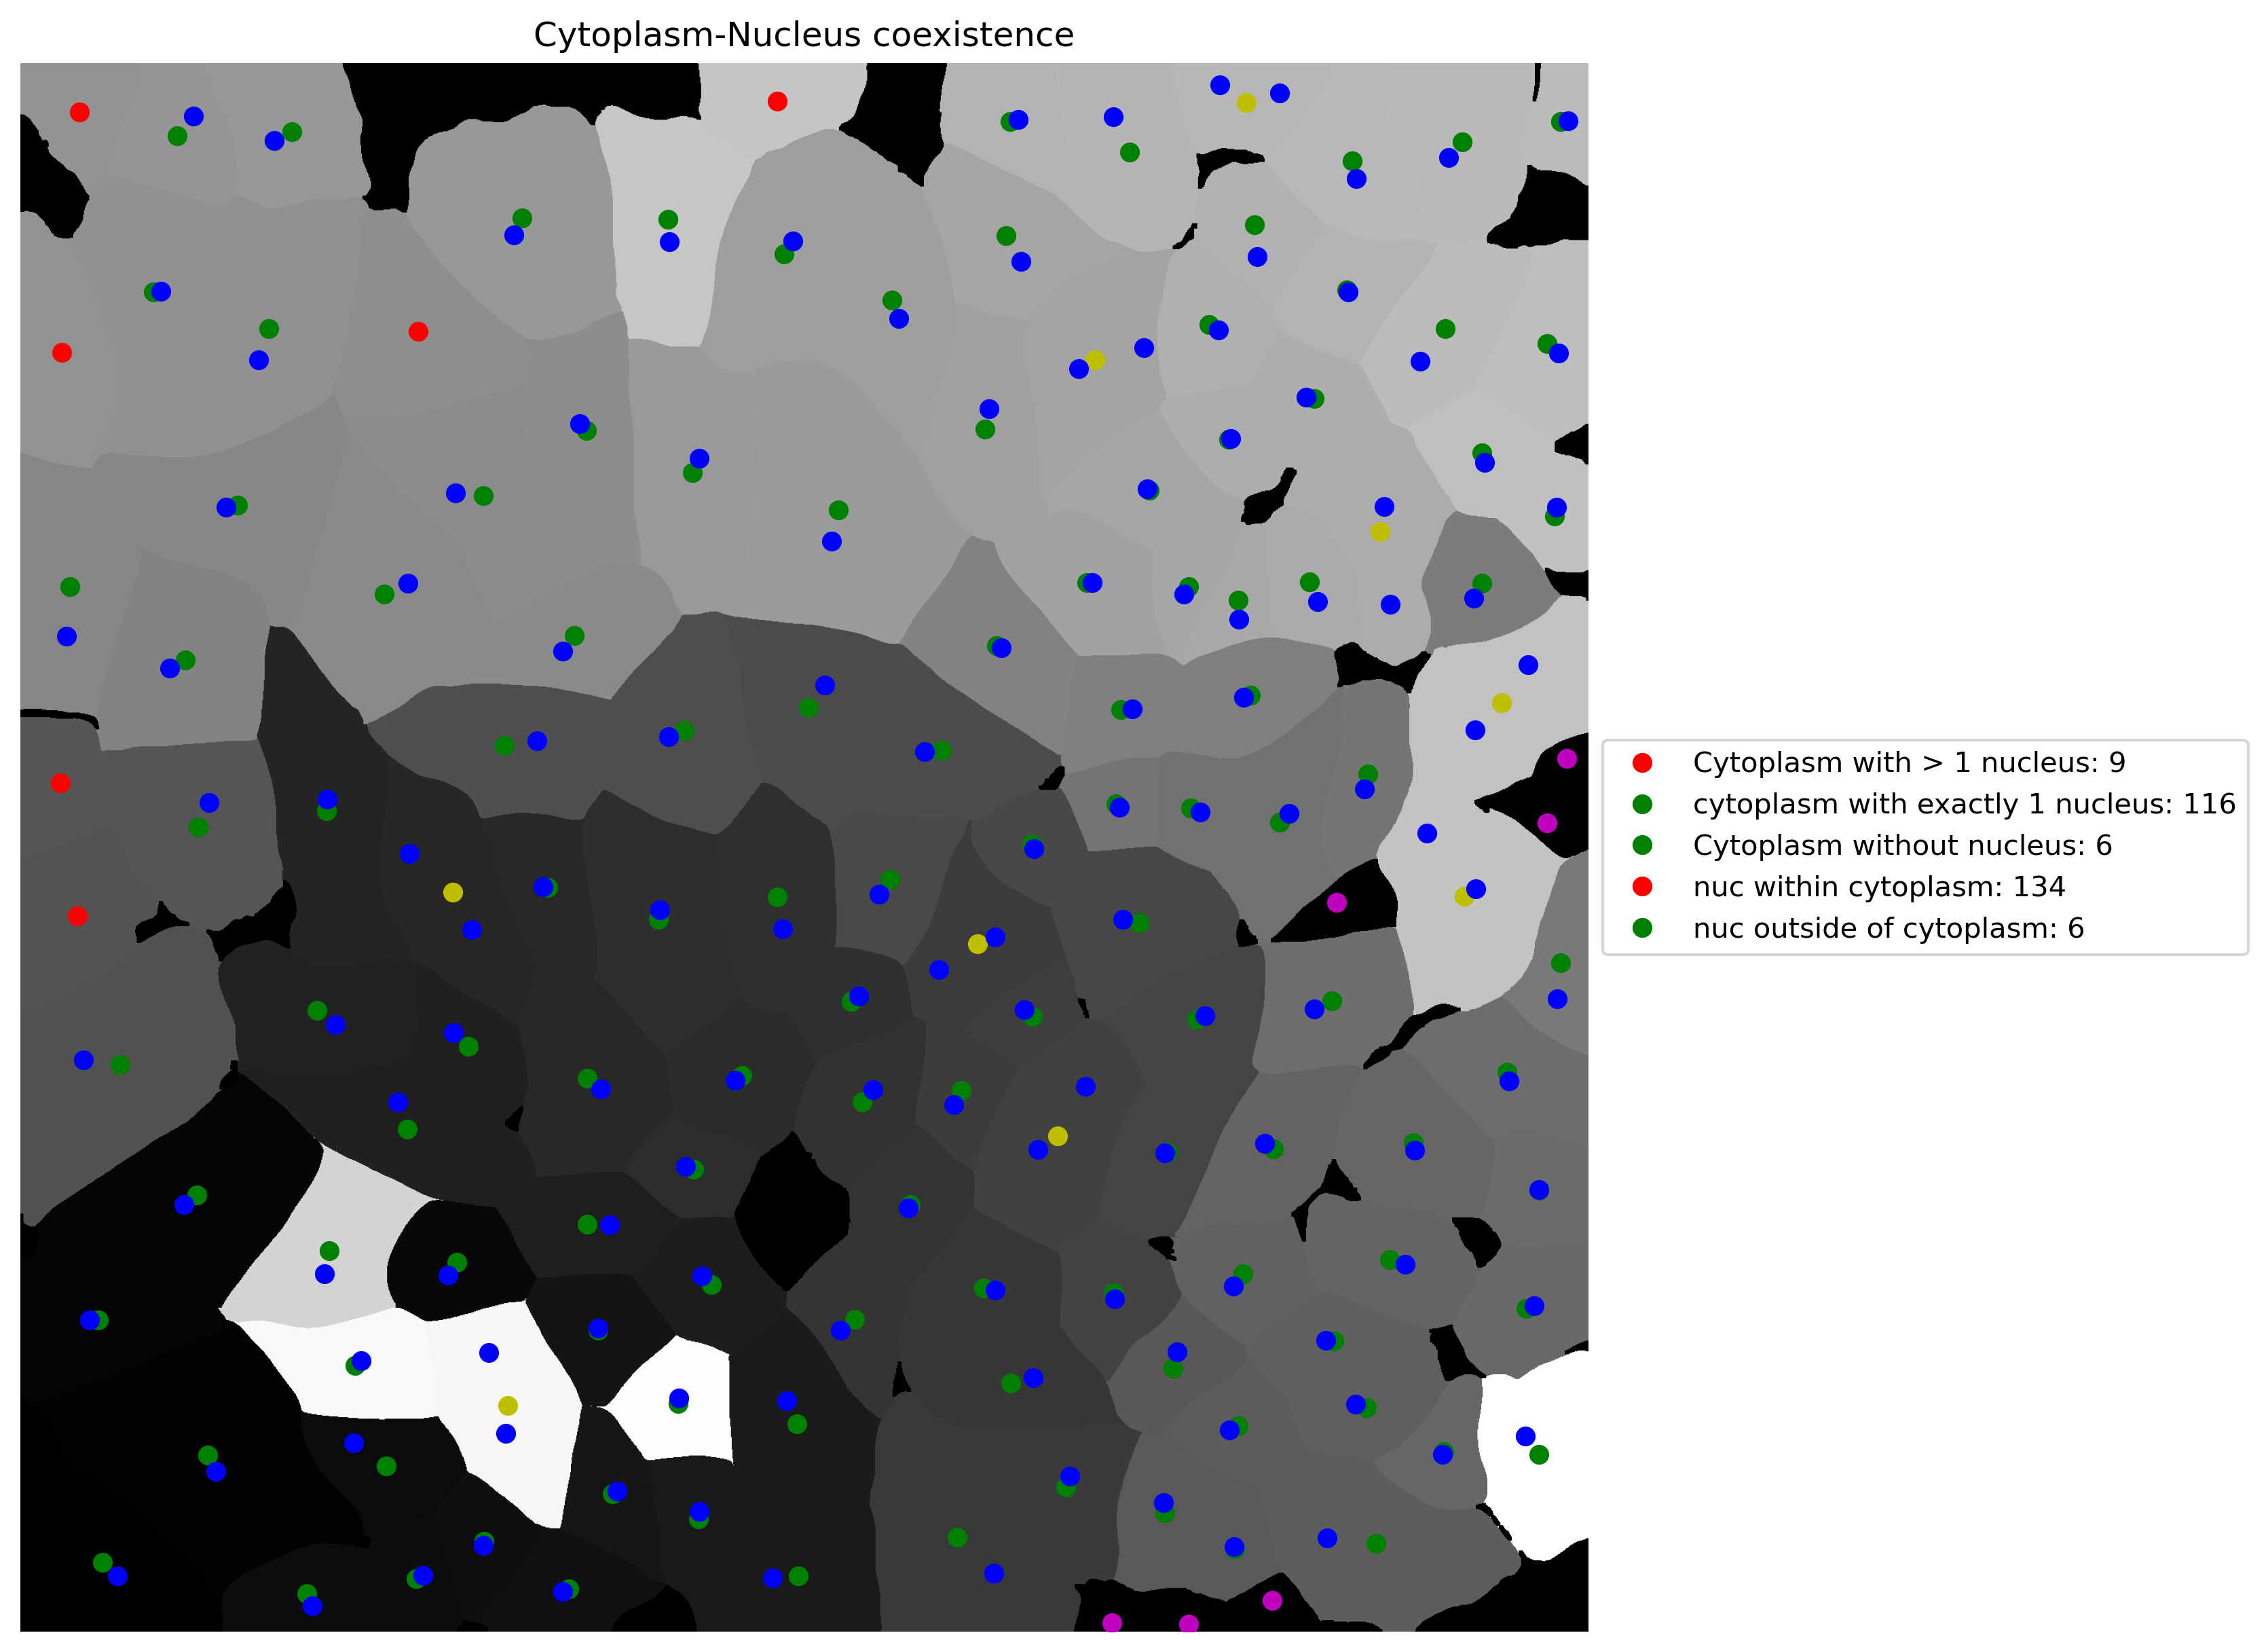 Cytoplasm-Nucleus coexistence
Cytoplasm with > 1 nucleus: 9
cytoplasm with exactly 1 nucleus: 116
Cytoplasm without nucleus: 6
nuc within cytoplasm: 134
nuc outside of cytoplasm: 6